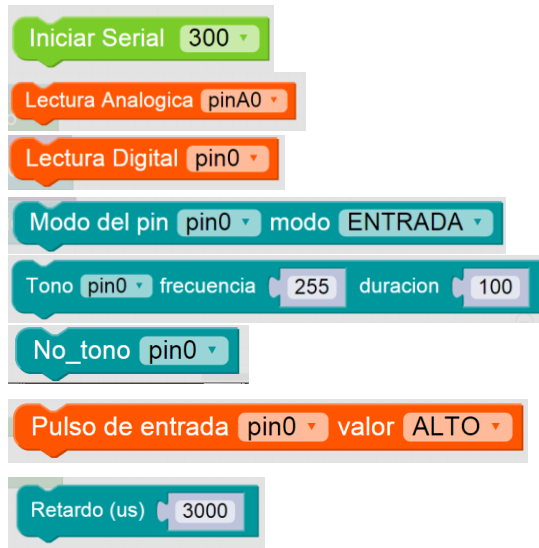 Iniciar Serial 300
Lectura Analogica pinA0
Lectura Digital pin0
Modo del pin pin0 modo ENTRADA
Tono pin0 frecuencia 255 duracion 100
No_tono pin0
Pulso de entrada pin0 valor ALTO
Retardo (us) 3000